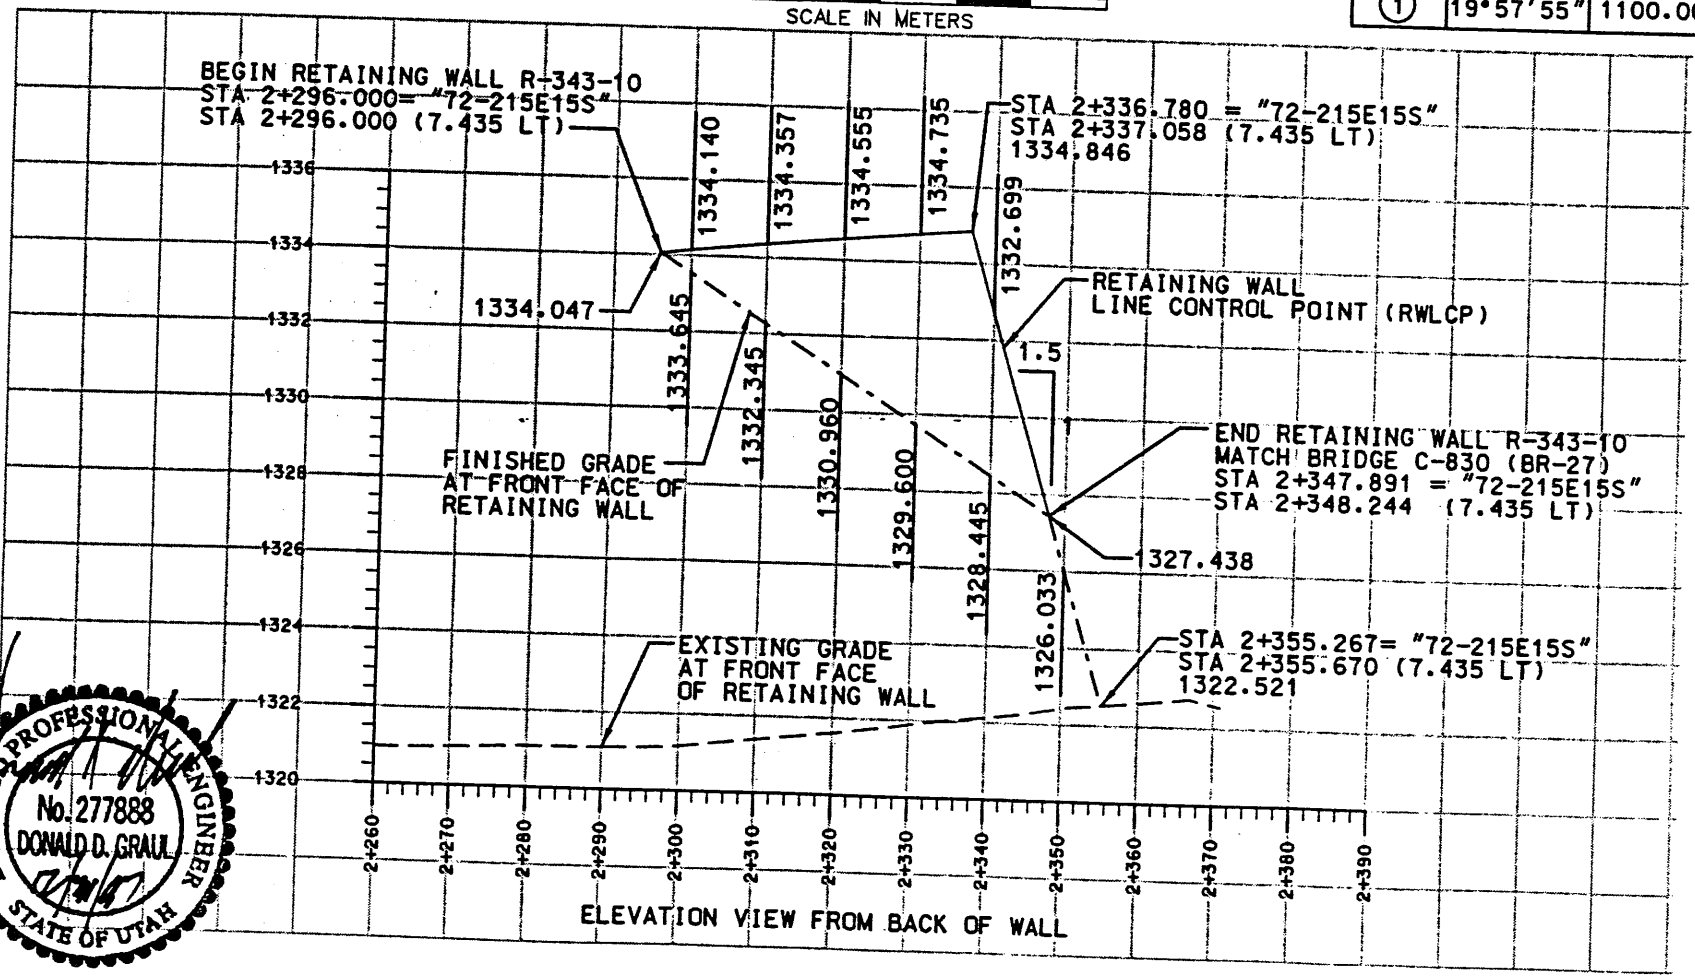 SCALE IN METERS
1
19°57'55"
BEGIN RETAINING WALL R-343-10
STA 2+296.000= "72-215E15S"
STA 2+296.000 (7.435 LT)
1334.140
1334.357
1334.555
1334.735
STA 2+336.780 = "72-215E15S"
STA 2+337.058 (7.435 LT)
1334.846
1332.699
1336
1334
1332
1330
1328
1326
1324
1322
1320
1334.047
RETAINING WALL
LINE CONTROL POINT (RWLCP)
1.5
1
1333.645
1332.345
1330.960
1329.600
1328.445
1326.033
FINISHED GRADE
AT FRONT FACE OF
RETAINING WALL
END RETAINING WALL R-343-10
MATCH BRIDGE C-830 (BR-27)
STA 2+347.891 = "72-215E15S"
STA 2+348.244 (7.435 LT)
1327.438
EXISTING GRADE
AT FRONT FACE
OF RETAINING WALL
STA 2+355.267= "72-215E15S"
STA 2+355.670 (7.435 LT)
1322.521
PROFESSIONAL ENGINEER
No. 277888
DONALD D. GRAUL
STATE OF UTAH
2+260
2+270
2+280
2+290
2+300
2+310
2+320
2+330
2+340
2+350
2+360
2+370
2+380
2+390
ELEVATION VIEW FROM BACK OF WALL